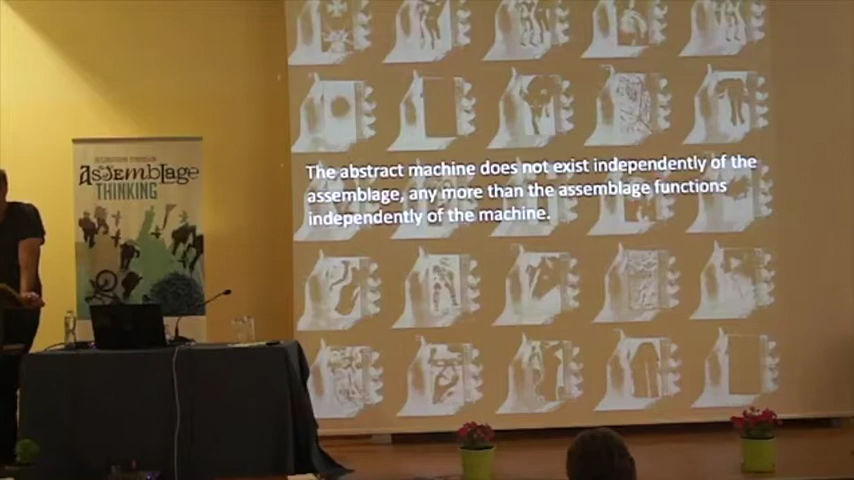 Assemblage
THINKING
The abstract machine does not exist independently of the
assemblage, any more than the assemblage functions
independently of the machine.